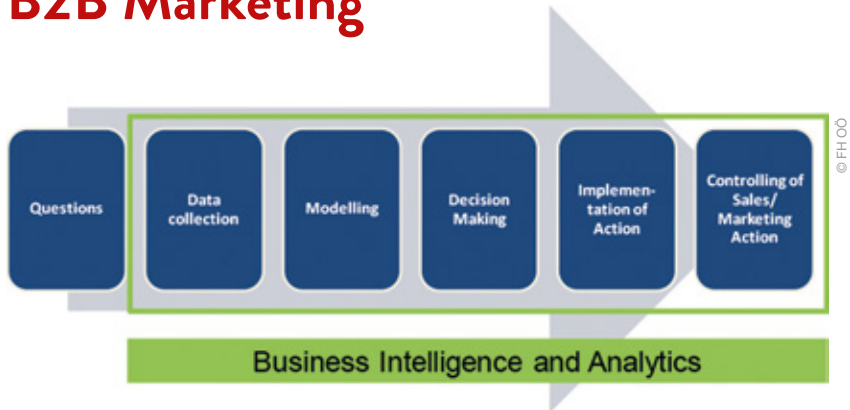 B2B Marketing
Questions
Data
collection
Modelling
Decision
Making
Implemen-
tation of
Action
Controlling of
Sales/
Marketing
Action
Business Intelligence and Analytics
© FH OÖ